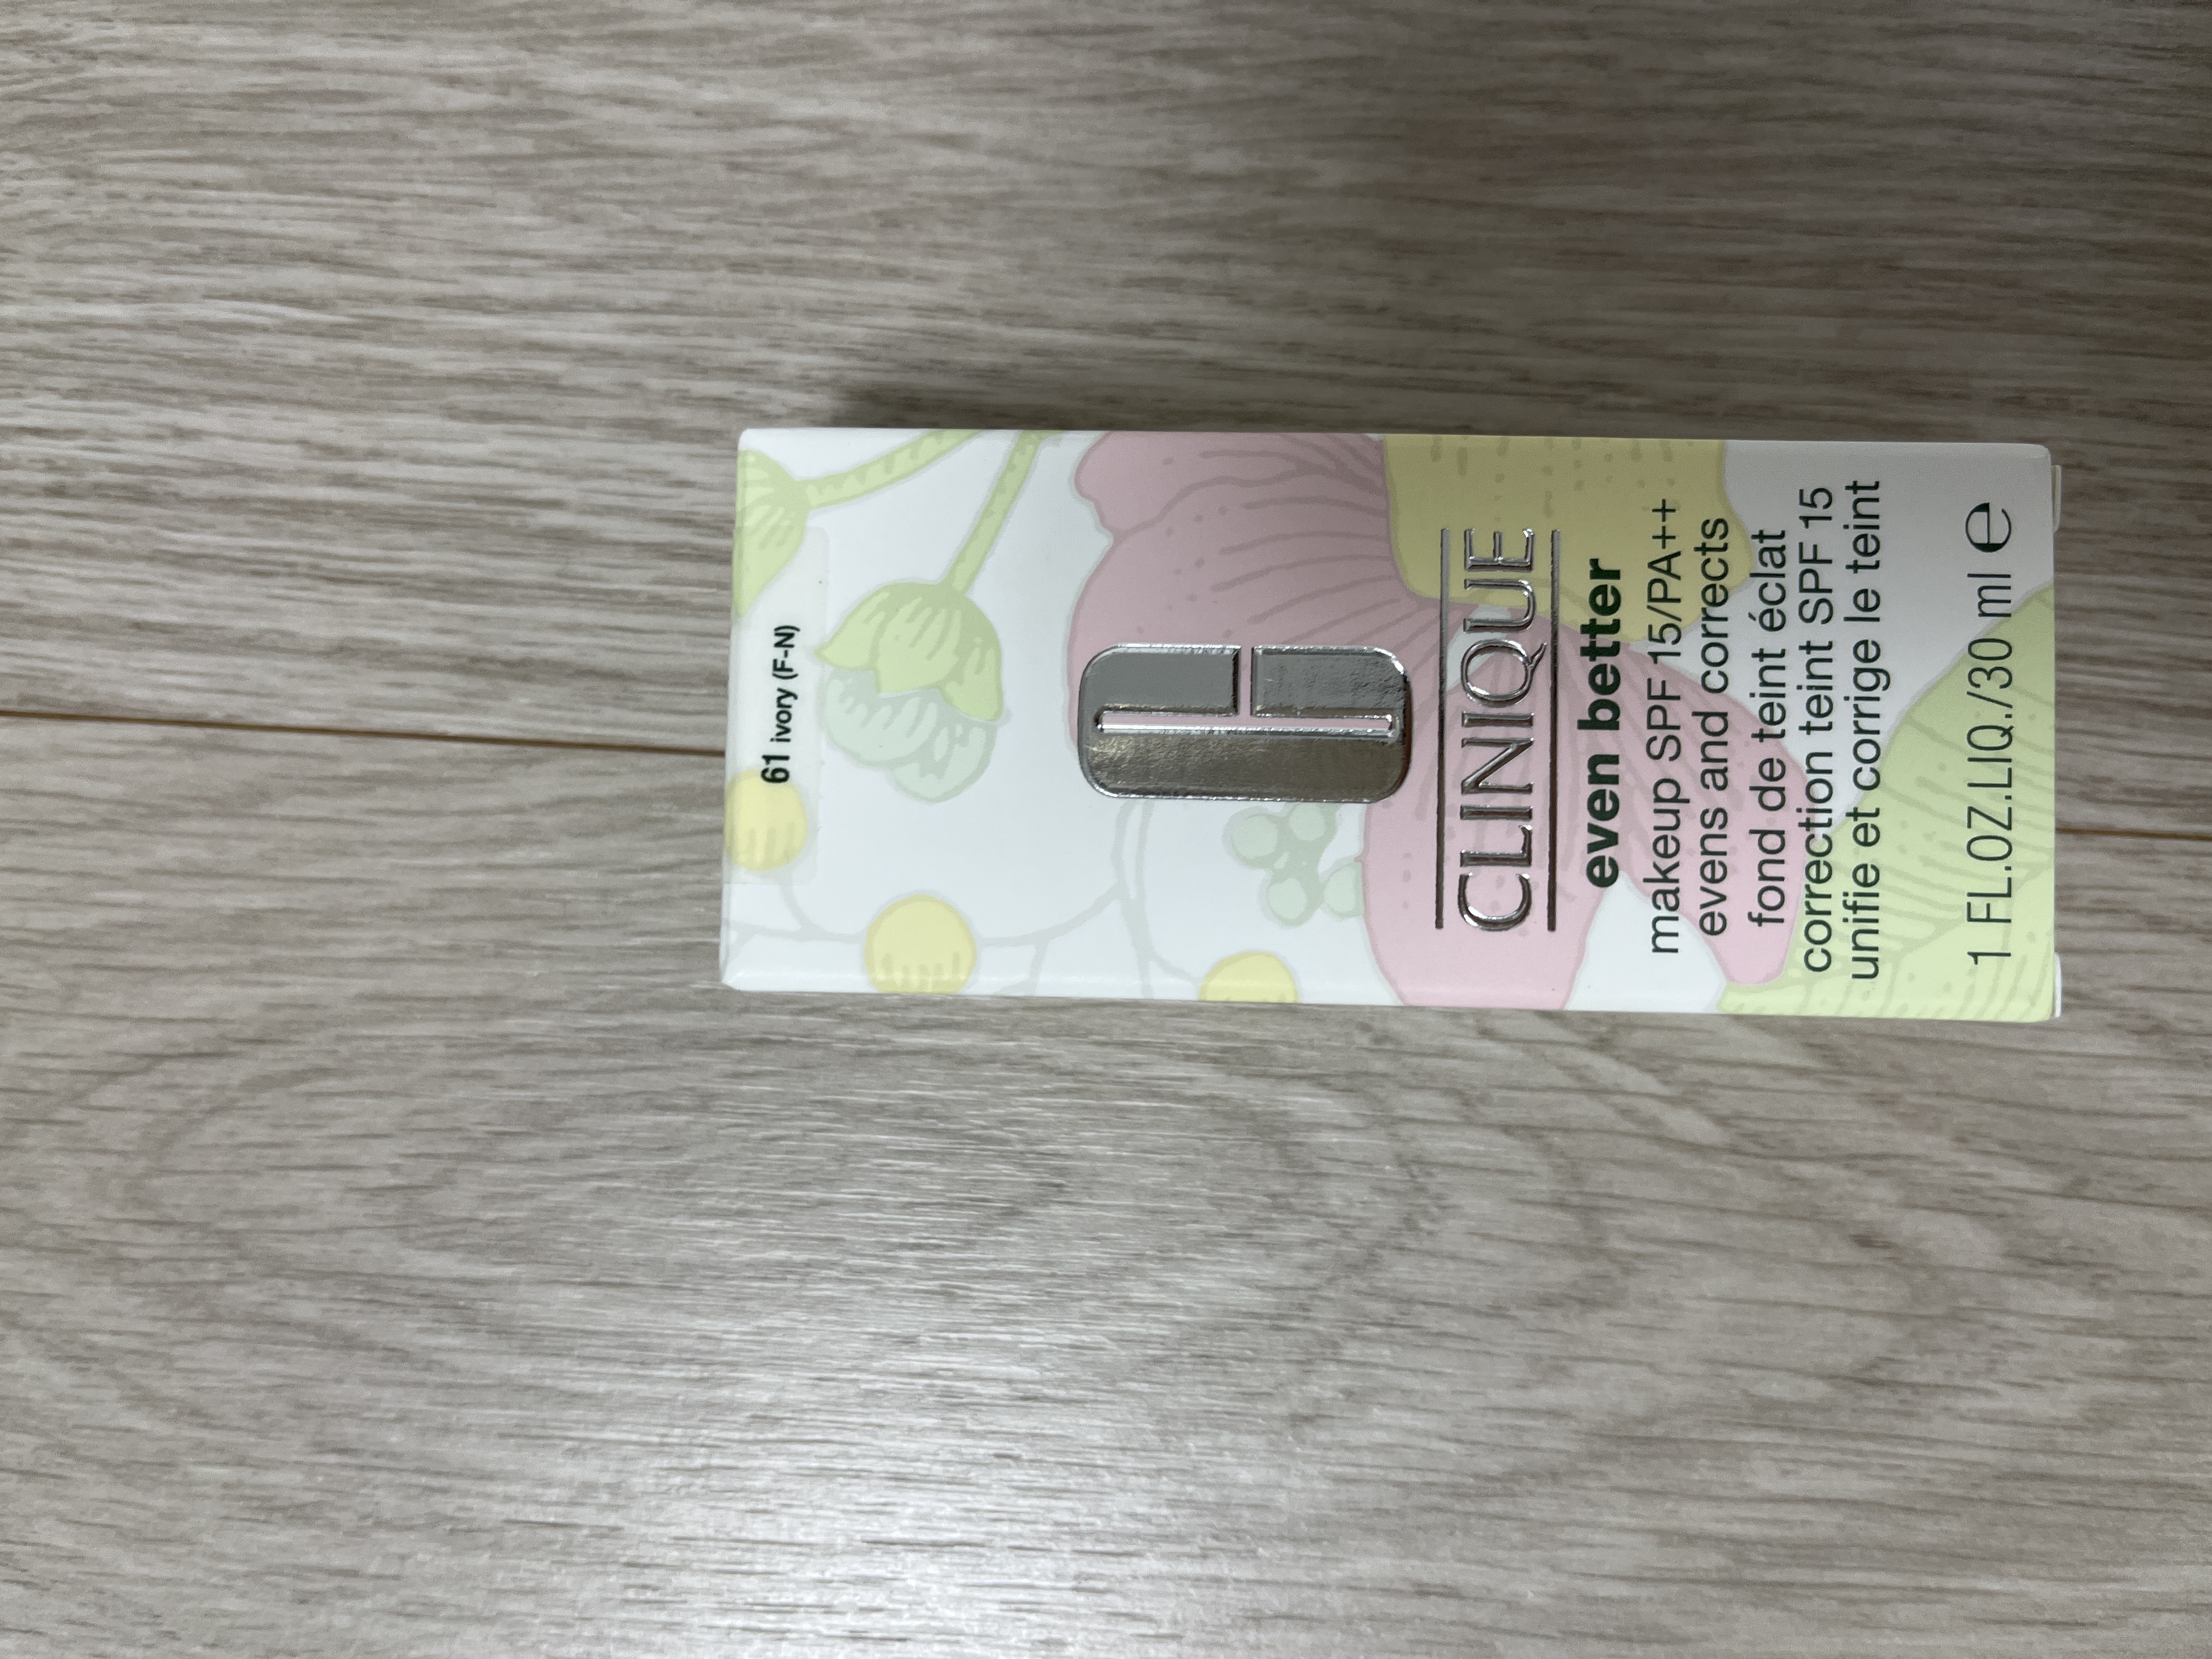 61 ivory (F-N)
CLINIQUE
even better
makeup SPF 15/PA++
evens and corrects
fond de teint éclat
correction teint SPF 15
unifie et corrige le teint
1 FL.OZ.LIQ./30 ml ℮